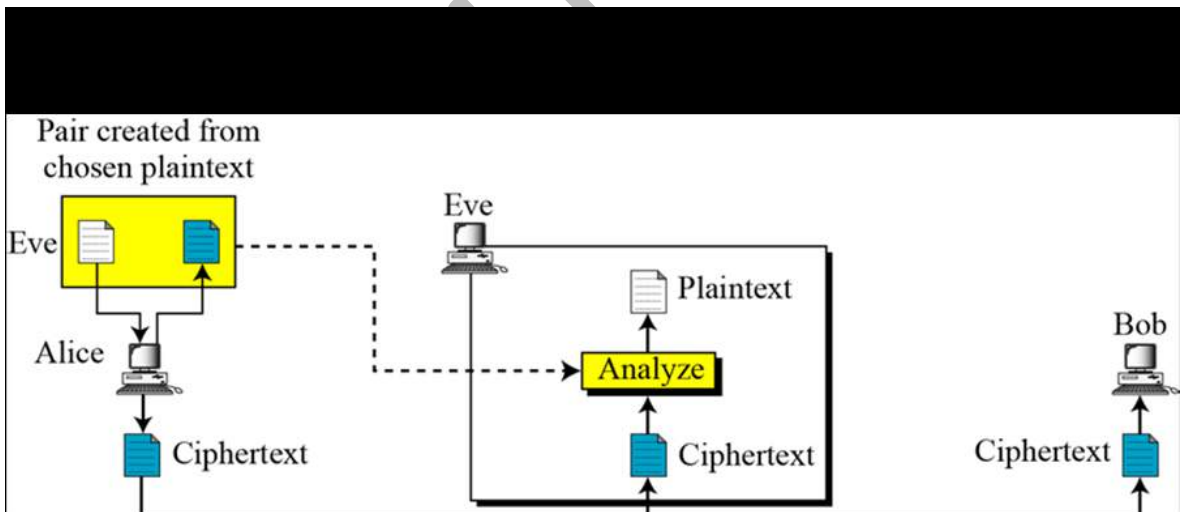 Pair created from
chosen plaintext
Eve
Eve
Plaintext
Bob
Alice
Analyze
Ciphertext
Ciphertext
Ciphertext